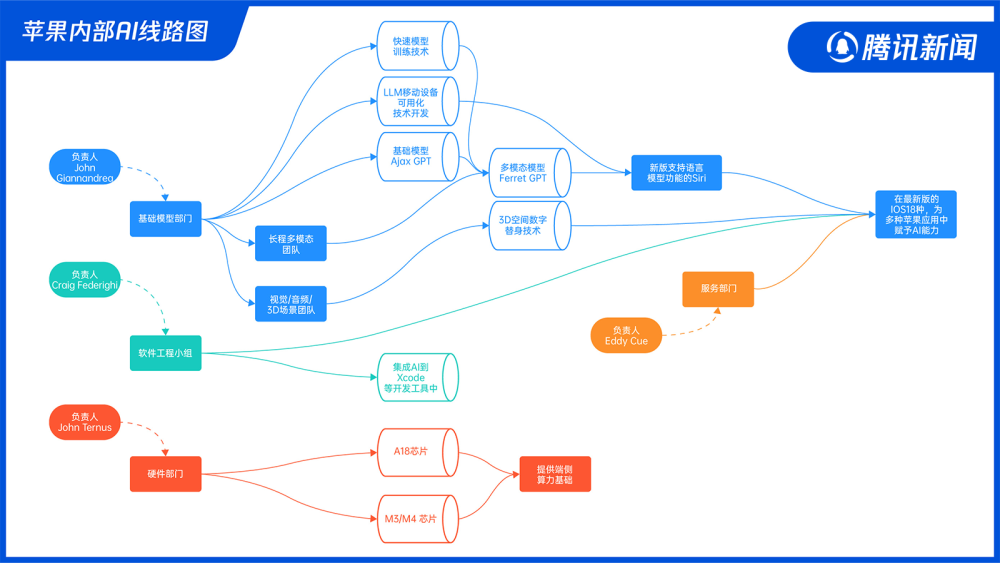 苹果内部AI线路图
腾讯新闻
快速模型
训练技术
LLM移动设备
可用化
技术开发
基础模型
Ajax GPT
负责人
John
Giannandrea
基础模型部门
长程多模态
团队
视觉/音频/
3D场景团队
多模态模型
Ferret GPT
3D空间数字
替身技术
新版支持语言
模型功能的Siri
在最新版的
IOS18种，为
多种苹果应用中
赋予AI能力
负责人
Craig Federighi
软件工程小组
集成AI到
Xcode
等开发工具中
服务部门
负责人
Eddy Cue
负责人
John Ternus
硬件部门
A18芯片
M3/M4 芯片
提供端侧
算力基础